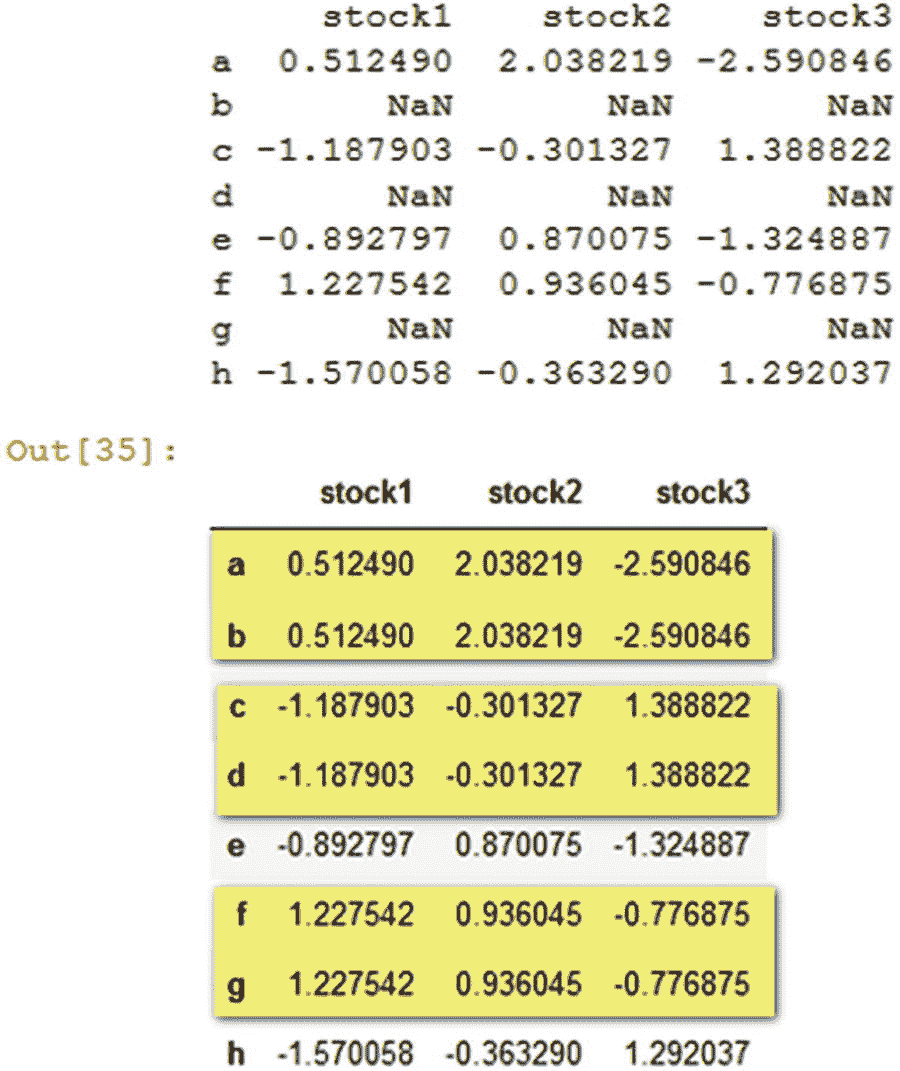 stock1 stock2 stock3
a 0.512490 2.038219 -2.590846
b NaN NaN NaN
c -1.187903 -0.301327 1.388822
d NaN NaN NaN
e -0.892797 0.870075 -1.324887
f 1.227542 0.936045 -0.776875
g NaN NaN NaN
h -1.570058 -0.363290 1.292037
Out[35]:
stock1 stock2 stock3
a 0.512490 2.038219 -2.590846
b 0.512490 2.038219 -2.590846
c -1.187903 -0.301327 1.388822
d -1.187903 -0.301327 1.388822
e -0.892797 0.870075 -1.324887
f 1.227542 0.936045 -0.776875
g 1.227542 0.936045 -0.776875
h -1.570058 -0.363290 1.292037